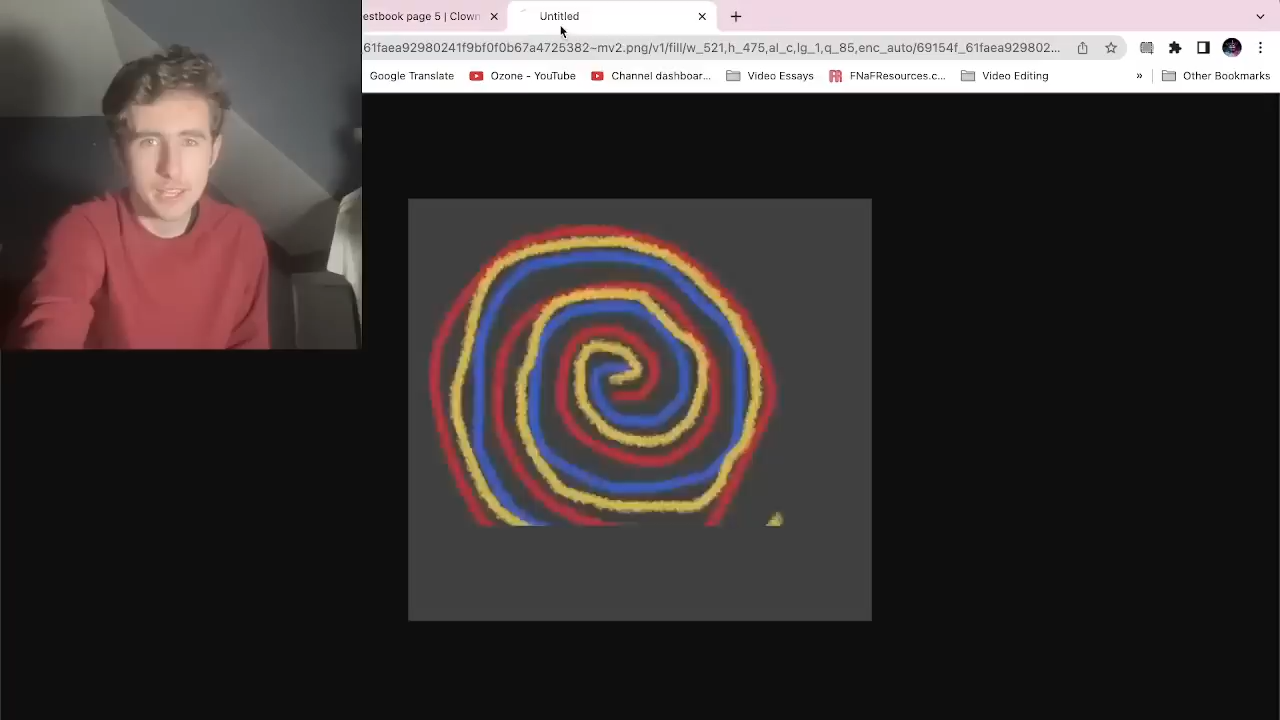 estbook page 5 | Clown
Untitled
61faea92980241f9bf0f0b67a4725382~mv2.png/v1/fill/w_521,h_475,al_c,lg_1,q_85,enc_auto/69154f_61faea929802...
Google Translate
Ozone - YouTube
Channel dashboar...
Video Essays
FNaFResources.c...
Video Editing
»
Other Bookmarks